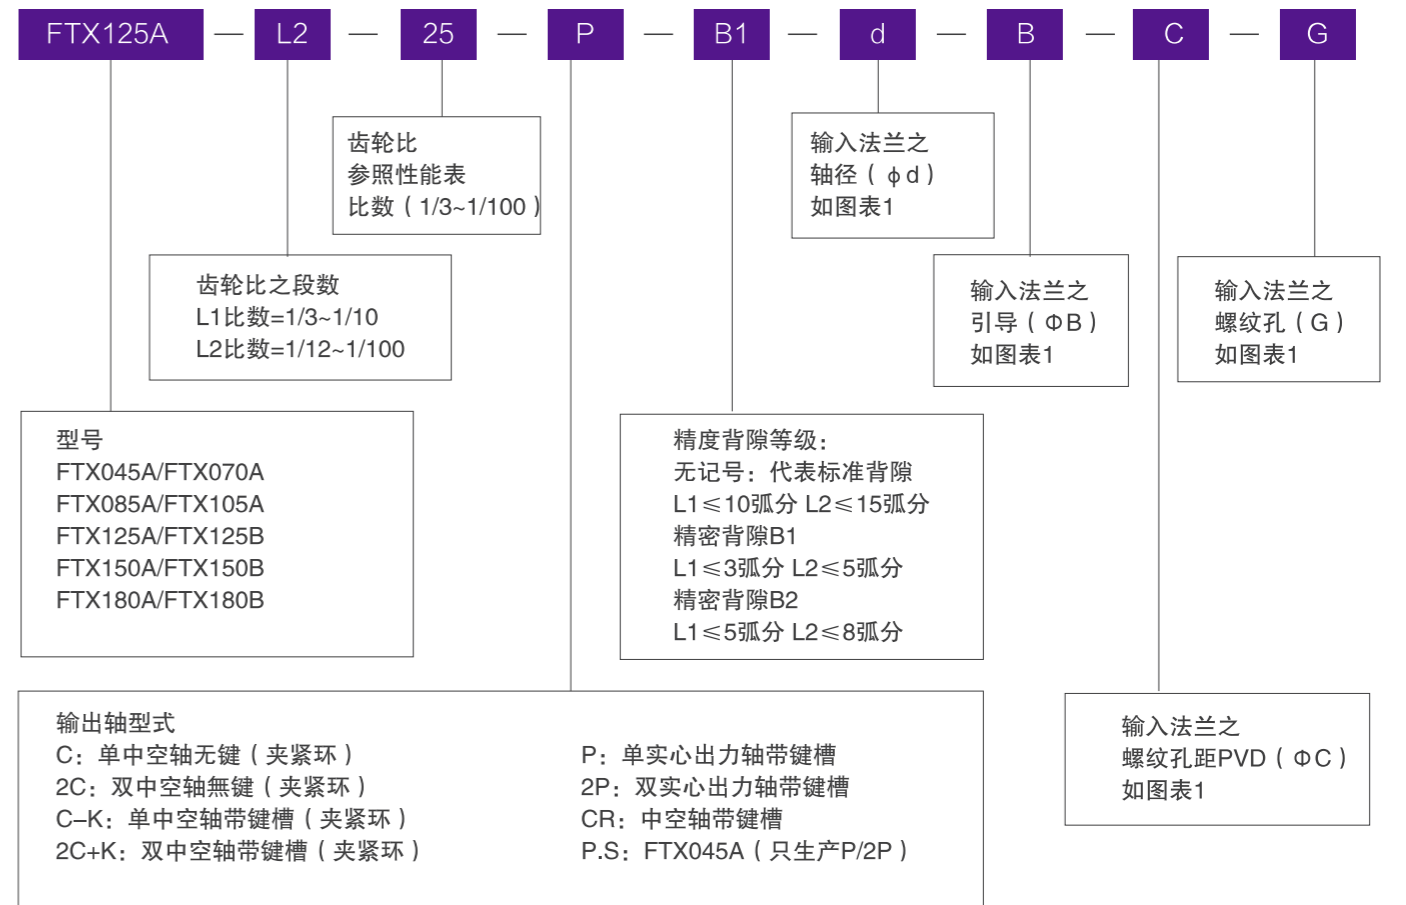 FTX125A — L2 — 25 — P — B1 — d — B — C — G
齿轮比
参照性能表
比数（1/3~1/100）
输入法兰之
轴径（ϕd）
如图表1
齿轮比之段数
L1比数=1/3~1/10
L2比数=1/12~1/100
输入法兰之
引导（ΦB）
如图表1
输入法兰之
螺纹孔（G）
如图表1
型号
FTX045A/FTX070A
FTX085A/FTX105A
FTX125A/FTX125B
FTX150A/FTX150B
FTX180A/FTX180B
精度背隙等级：
无记号：代表标准背隙
L1≤10弧分 L2≤15弧分
精密背隙B1
L1≤3弧分 L2≤5弧分
精密背隙B2
L1≤5弧分 L2≤8弧分
输出轴型式
C：单中空轴无键（夹紧环）
2C：双中空轴無键（夹紧环）
C–K：单中空轴带键槽（夹紧环）
2C+K：双中空轴带键槽（夹紧环）
P：单实心出力轴带键槽
2P：双实心出力轴带键槽
CR：中空轴带键槽
P.S：FTX045A（只生产P/2P）
输入法兰之
螺纹孔距PVD（ΦC）
如图表1